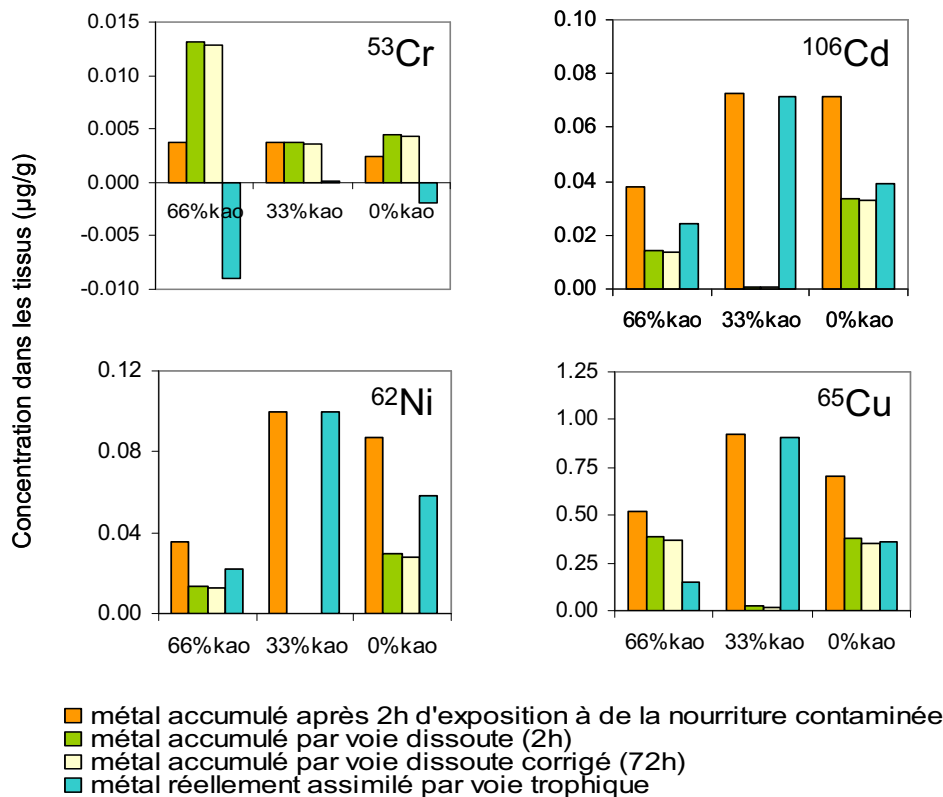 Concentration dans les tissus (µg/g)
53Cr
0.015
0.010
0.005
0.000
-0.005
-0.010
66%kao 33%kao 0%kao
106Cd
0.10
0.08
0.06
0.04
0.02
0.00
66%kao 33%kao 0%kao
62Ni
0.12
0.08
0.04
0.00
66%kao 33%kao 0%kao
65Cu
1.25
1.00
0.75
0.50
0.25
0.00
66%kao 33%kao 0%kao
métal accumulé après 2h d'exposition à de la nourriture contaminée
métal accumulé par voie dissoute (2h)
métal accumulé par voie dissoute corrigé (72h)
métal réellement assimilé par voie trophique